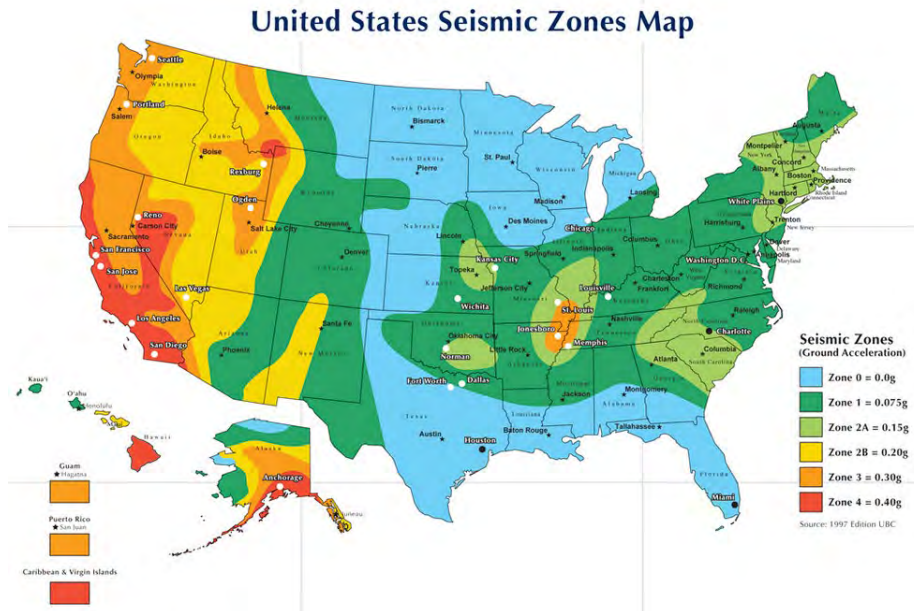 United States Seismic Zones Map
Seattle
Olympia
Washington
Portland
Salem
Oregon
Idaho
Boise
Helena
Montana
Rexburg
Ogden
Salt Lake City
Utah
Wyoming
Cheyenne
Denver
Colorado
Reno
Carson City
Nevada
Sacramento
San Francisco
San Jose
California
Las Vegas
Los Angeles
San Diego
Arizona
Phoenix
Santa Fe
New Mexico
North Dakota
Bismarck
South Dakota
Pierre
Nebraska
Lincoln
Kansas
Topeka
Kansas City
Wichita
Oklahoma
Oklahoma City
Norman
Fort Worth
Dallas
Texas
Austin
Houston
Minnesota
St. Paul
Wisconsin
Madison
Michigan
Lansing
Iowa
Des Moines
Chicago
Illinois
Springfield
Indiana
Indianapolis
Ohio
Columbus
Missouri
Jefferson City
St. Louis
Louisville
Kentucky
Frankfort
Charleston
West
Virginia
Jonesboro
Memphis
Nashville
Tennessee
Little Rock
Arkansas
Mississippi
Jackson
Louisiana
Baton Rouge
Alabama
Montgomery
Georgia
Atlanta
Tallahassee
Florida
Miami
North Carolina
Raleigh
Charlotte
Columbia
South Carolina
Virginia
Richmond
Washington D.C.
Annapolis
Maryland
Dover
Delaware
Harrisburg
Trenton
New Jersey
White Plains
New York
Albany
Hartford
Connecticut
Providence
Rhode Island
Boston
Massachusetts
Concord
Montpelier
Augusta
Maine
Kaua'i
O'ahu
Honolulu
Hawaii
Alaska
Anchorage
Juneau
Guam
Hagatna
Puerto Rico
San Juan
Caribbean & Virgin Islands
Seismic Zones
(Ground Acceleration)
Zone 0 = 0.0g
Zone 1 = 0.075g
Zone 2A = 0.15g
Zone 2B = 0.20g
Zone 3 = 0.30g
Zone 4 = 0.40g
Source: 1997 Edition UBC